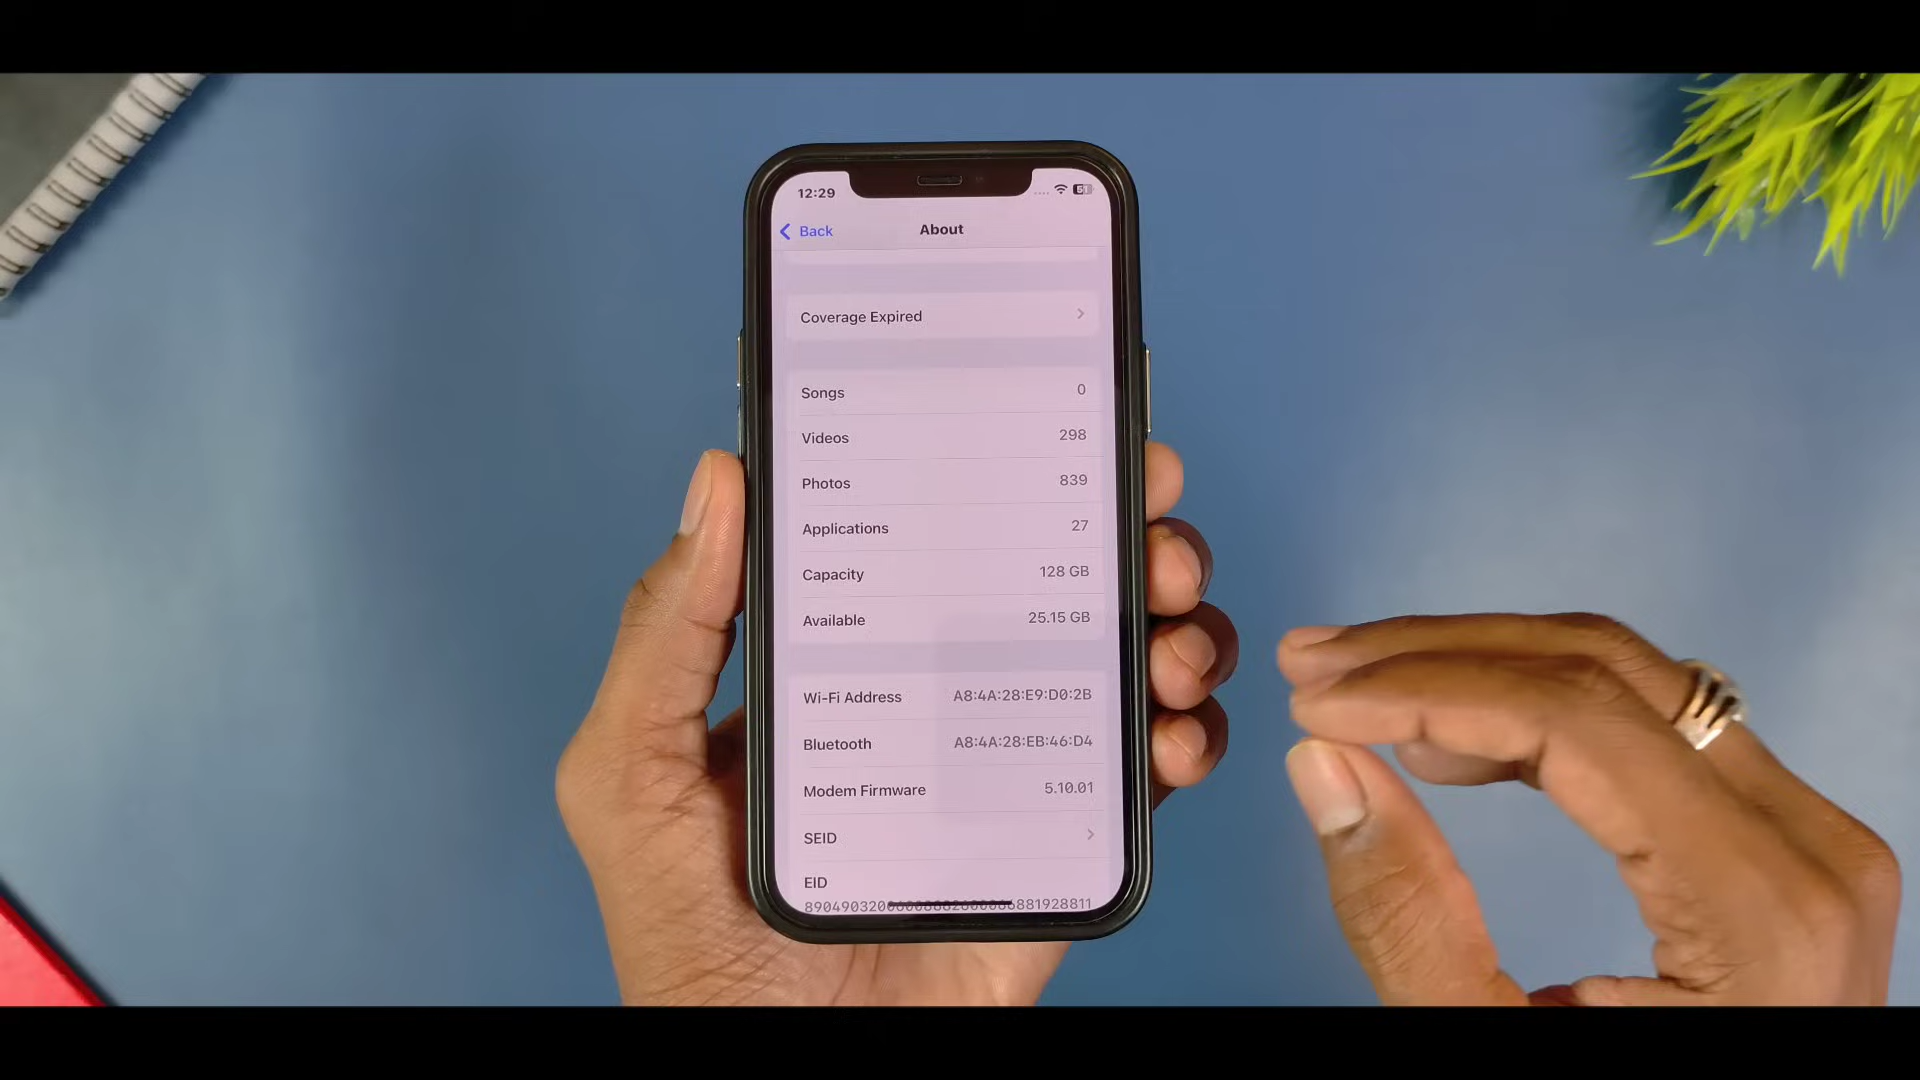 12:29
Back
About
Coverage Expired
Songs 0
Videos 298
Photos 839
Applications 27
Capacity 128 GB
Available 25.15 GB
Wi-Fi Address A8:4A:28:E9:D0:2B
Bluetooth A8:4A:28:EB:46:D4
Modem Firmware 5.10.01
SEID
EID